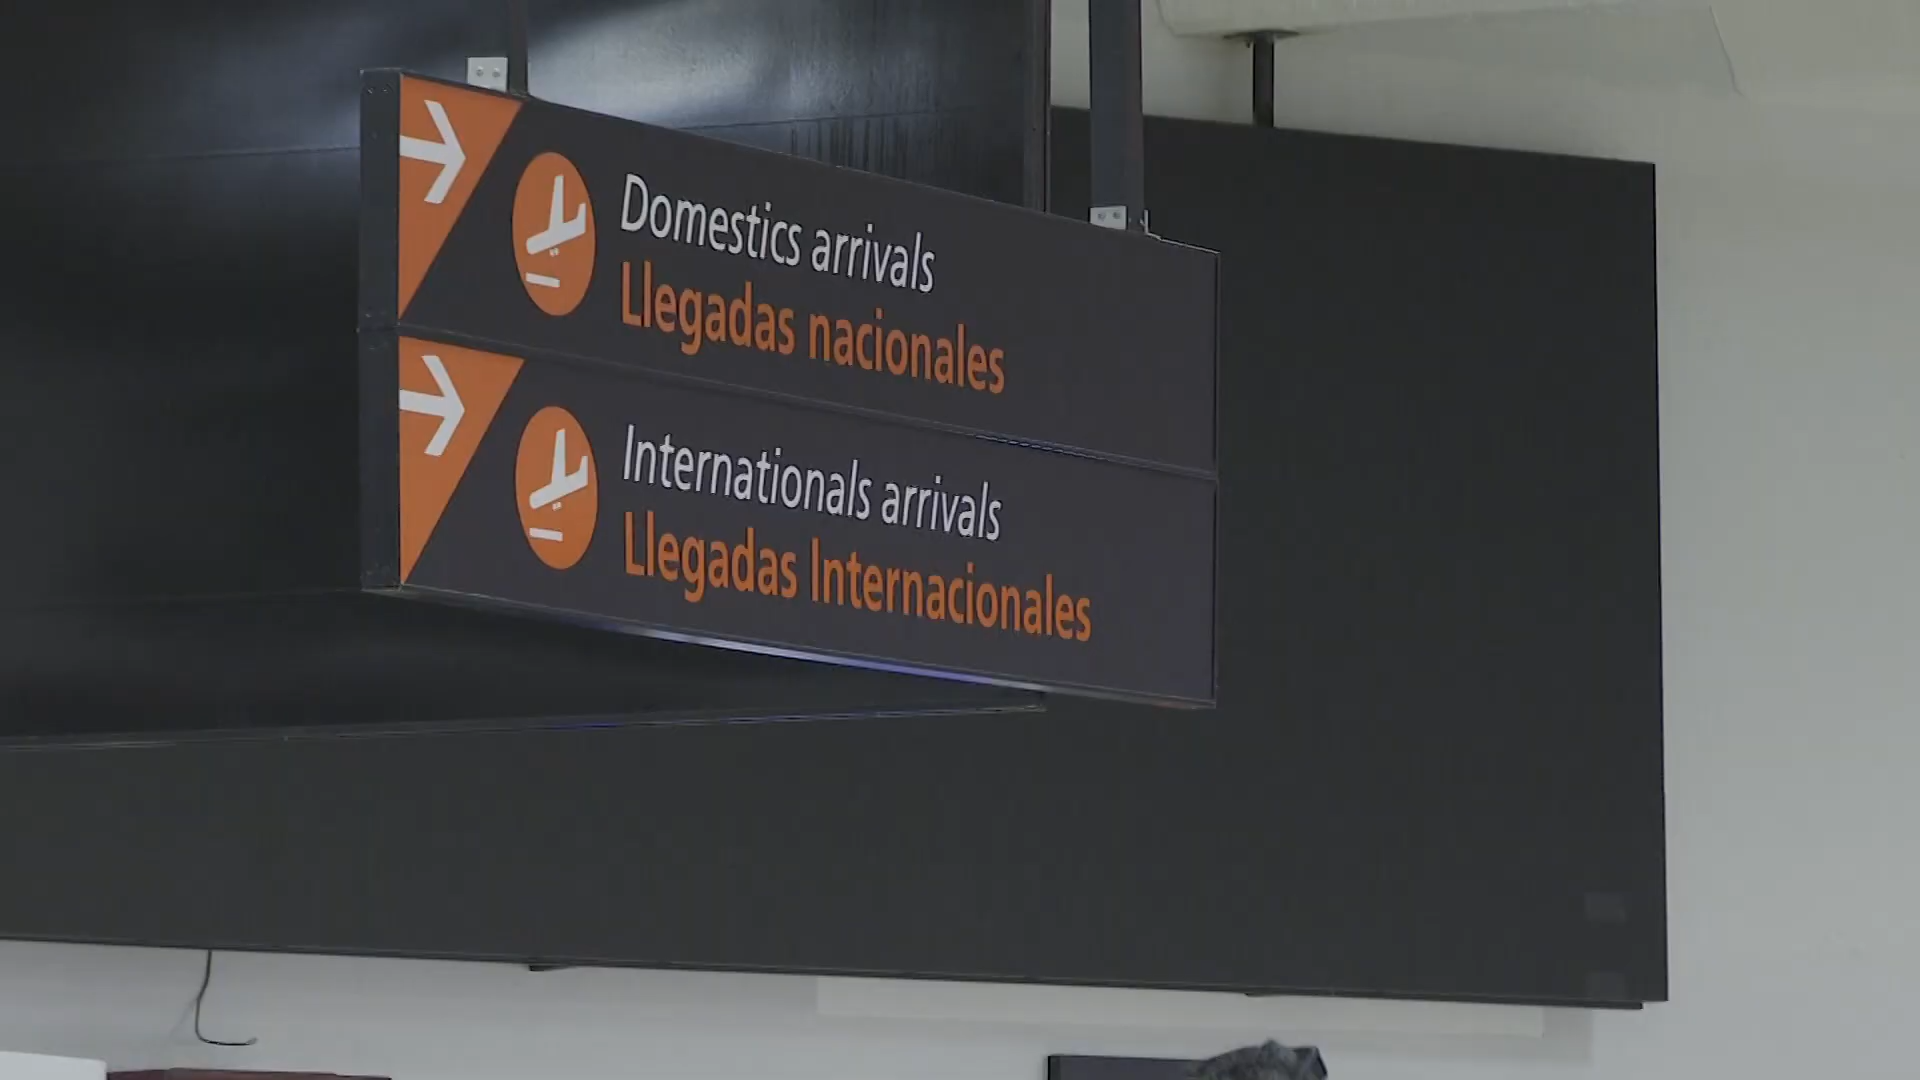 Domestics arrivals
Llegadas nacionales
Internationals arrivals
Llegadas Internacionales